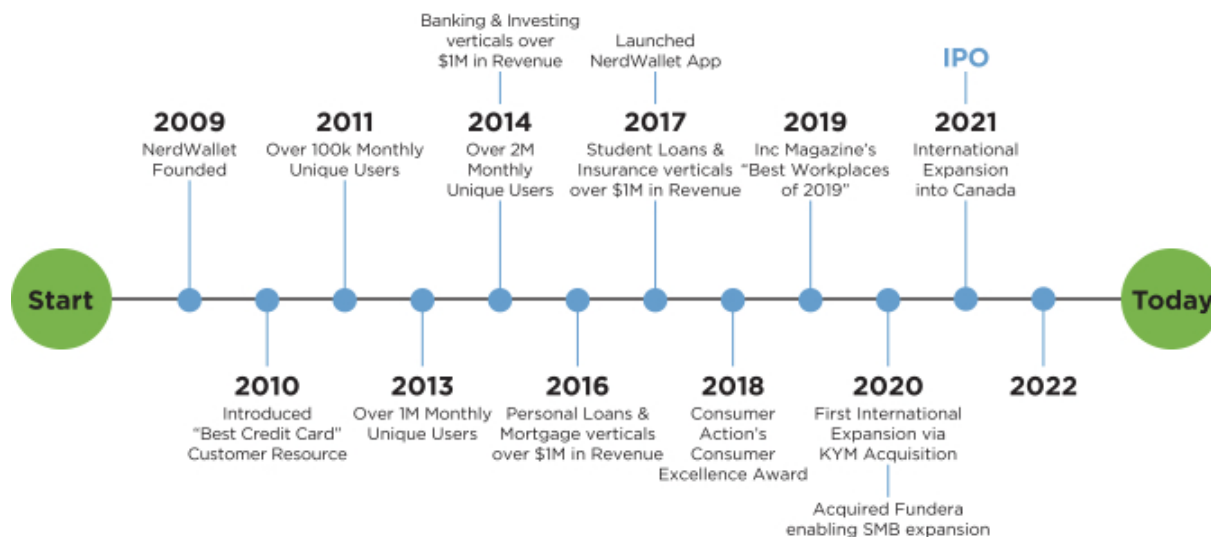 Banking & Investing
verticals over
$1M in Revenue
Launched
NerdWallet App
IPO
2009
NerdWallet
Founded
2011
Over 100k Monthly
Unique Users
2014
Over 2M
Monthly
Unique Users
2017
Student Loans &
Insurance verticals
over $1M in Revenue
2019
Inc Magazine’s
“Best Workplaces
of 2019”
2021
International
Expansion
into Canada
Start
Today
2010
Introduced
“Best Credit Card”
Customer Resource
2013
Over 1M Monthly
Unique Users
2016
Personal Loans &
Mortgage verticals
over $1M in Revenue
2018
Consumer
Action’s
Consumer
Excellence Award
2020
First International
Expansion via
KYM Acquisition
Acquired Fundera
enabling SMB expansion
2022